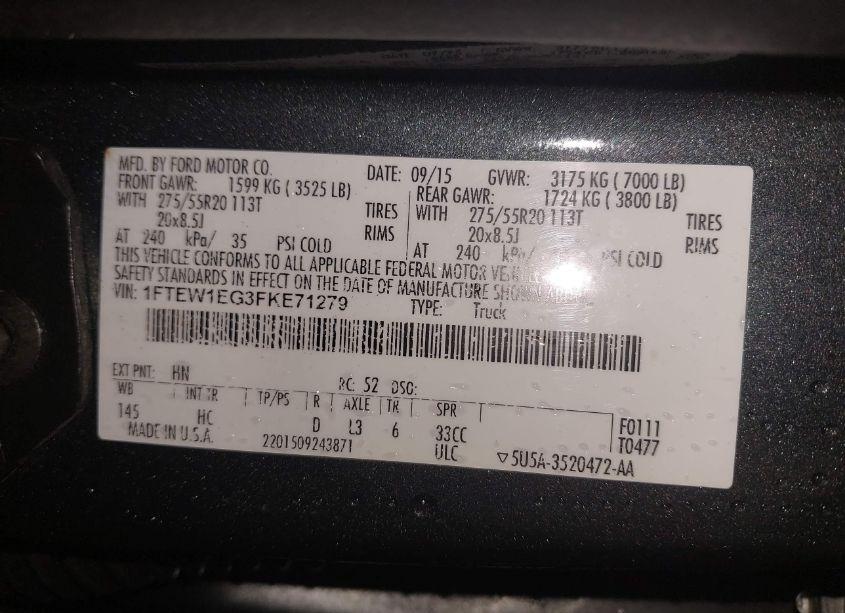 MFD. BY FORD MOTOR CO. DATE: 09/15 GVWR: 3175 KG ( 7000 LB)
FRONT GAWR: 1599 KG ( 3525 LB) REAR GAWR: 1724 KG ( 3800 LB)
WITH 275/55R20 113T TIRES WITH 275/55R20 113T TIRES
20x8.5J RIMS 20x8.5J RIMS
AT 240 kPa/ 35 PSI COLD AT 240 kPa/ PSI COLD
THIS VEHICLE CONFORMS TO ALL APPLICABLE FEDERAL MOTOR
SAFETY STANDARDS IN EFFECT ON THE DATE OF MANUFACTURE SHOWN
VIN: 1FTEW1EG3FKE71279 TYPE: Truck
EXT PNT: HN RC: 52 DSO:
WB INT TR TP/PS R AXLE TR SPR
145 HC D L3 6 33CC F0111
MADE IN U.S.A. 2201509243871 ULC T0477
▽5U5A-3520472-AA